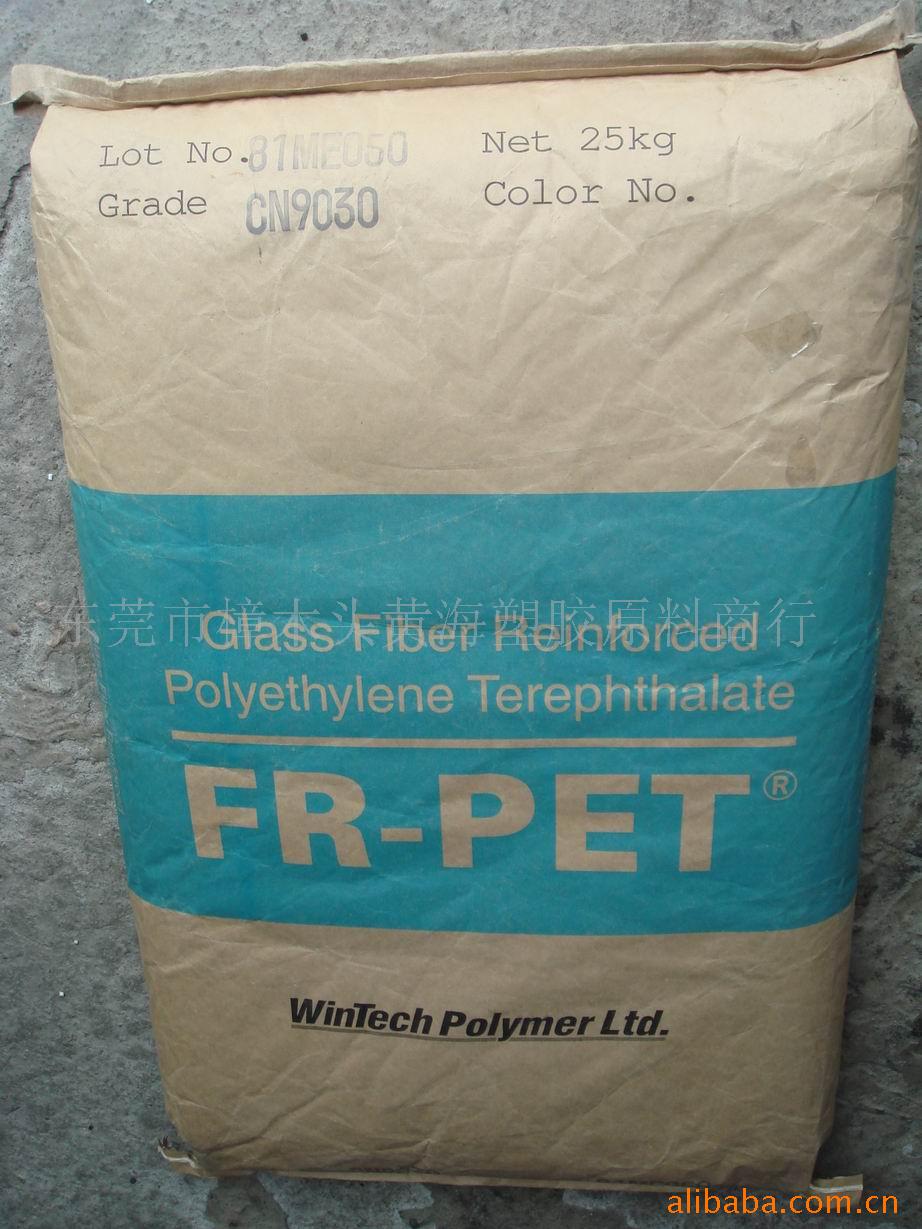 Lot No. 81ME050 Net 25kg
Grade CN9030 Color No.
东莞市樟木头黄海塑胶原料商行
Glass Fiber Reinforced
Polyethylene Terephthalate
FR-PET®
WinTech Polymer Ltd.
alibaba.com.cn